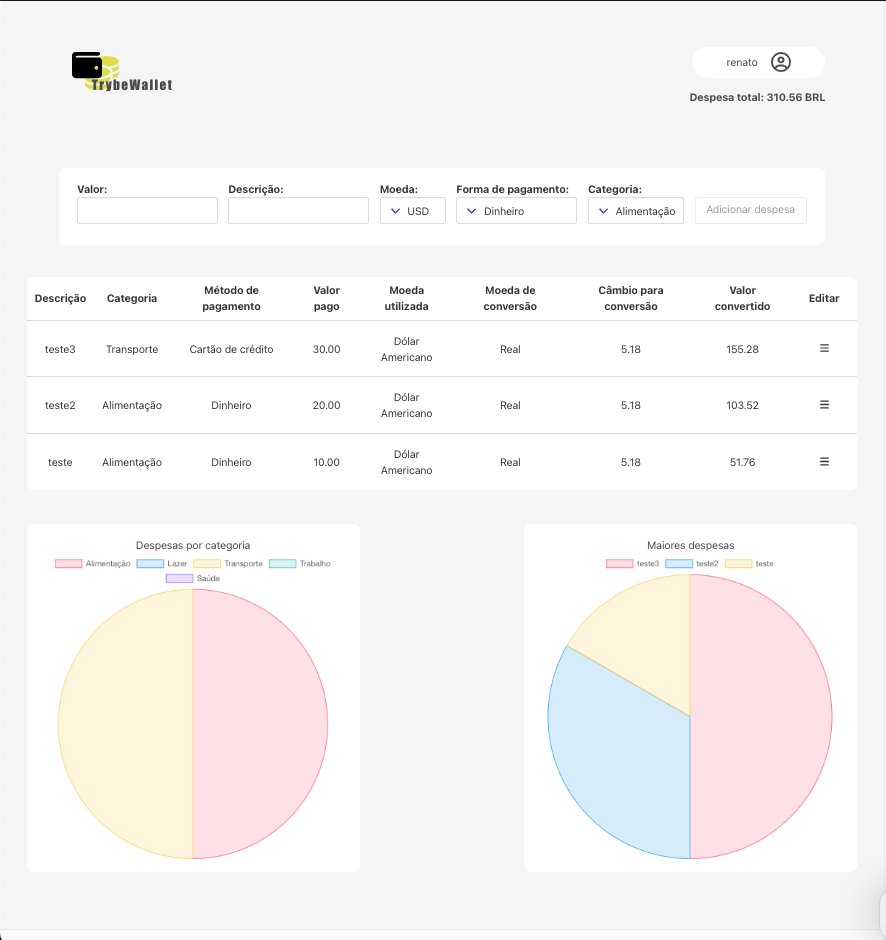 TrybeWallet
renato
Despesa total: 310.56 BRL
Valor: Descrição: Moeda: Forma de pagamento: Categoria:
USD Dinheiro Alimentação Adicionar despesa
Descrição Categoria Método de pagamento Valor pago Moeda utilizada Moeda de conversão Câmbio para conversão Valor convertido Editar
teste3 Transporte Cartão de crédito 30.00 Dólar Americano Real 5.18 155.28
teste2 Alimentação Dinheiro 20.00 Dólar Americano Real 5.18 103.52
teste Alimentação Dinheiro 10.00 Dólar Americano Real 5.18 51.76
Despesas por categoria
Alimentação Lazer Transporte Trabalho
Saúde
Maiores despesas
teste3 teste2 teste